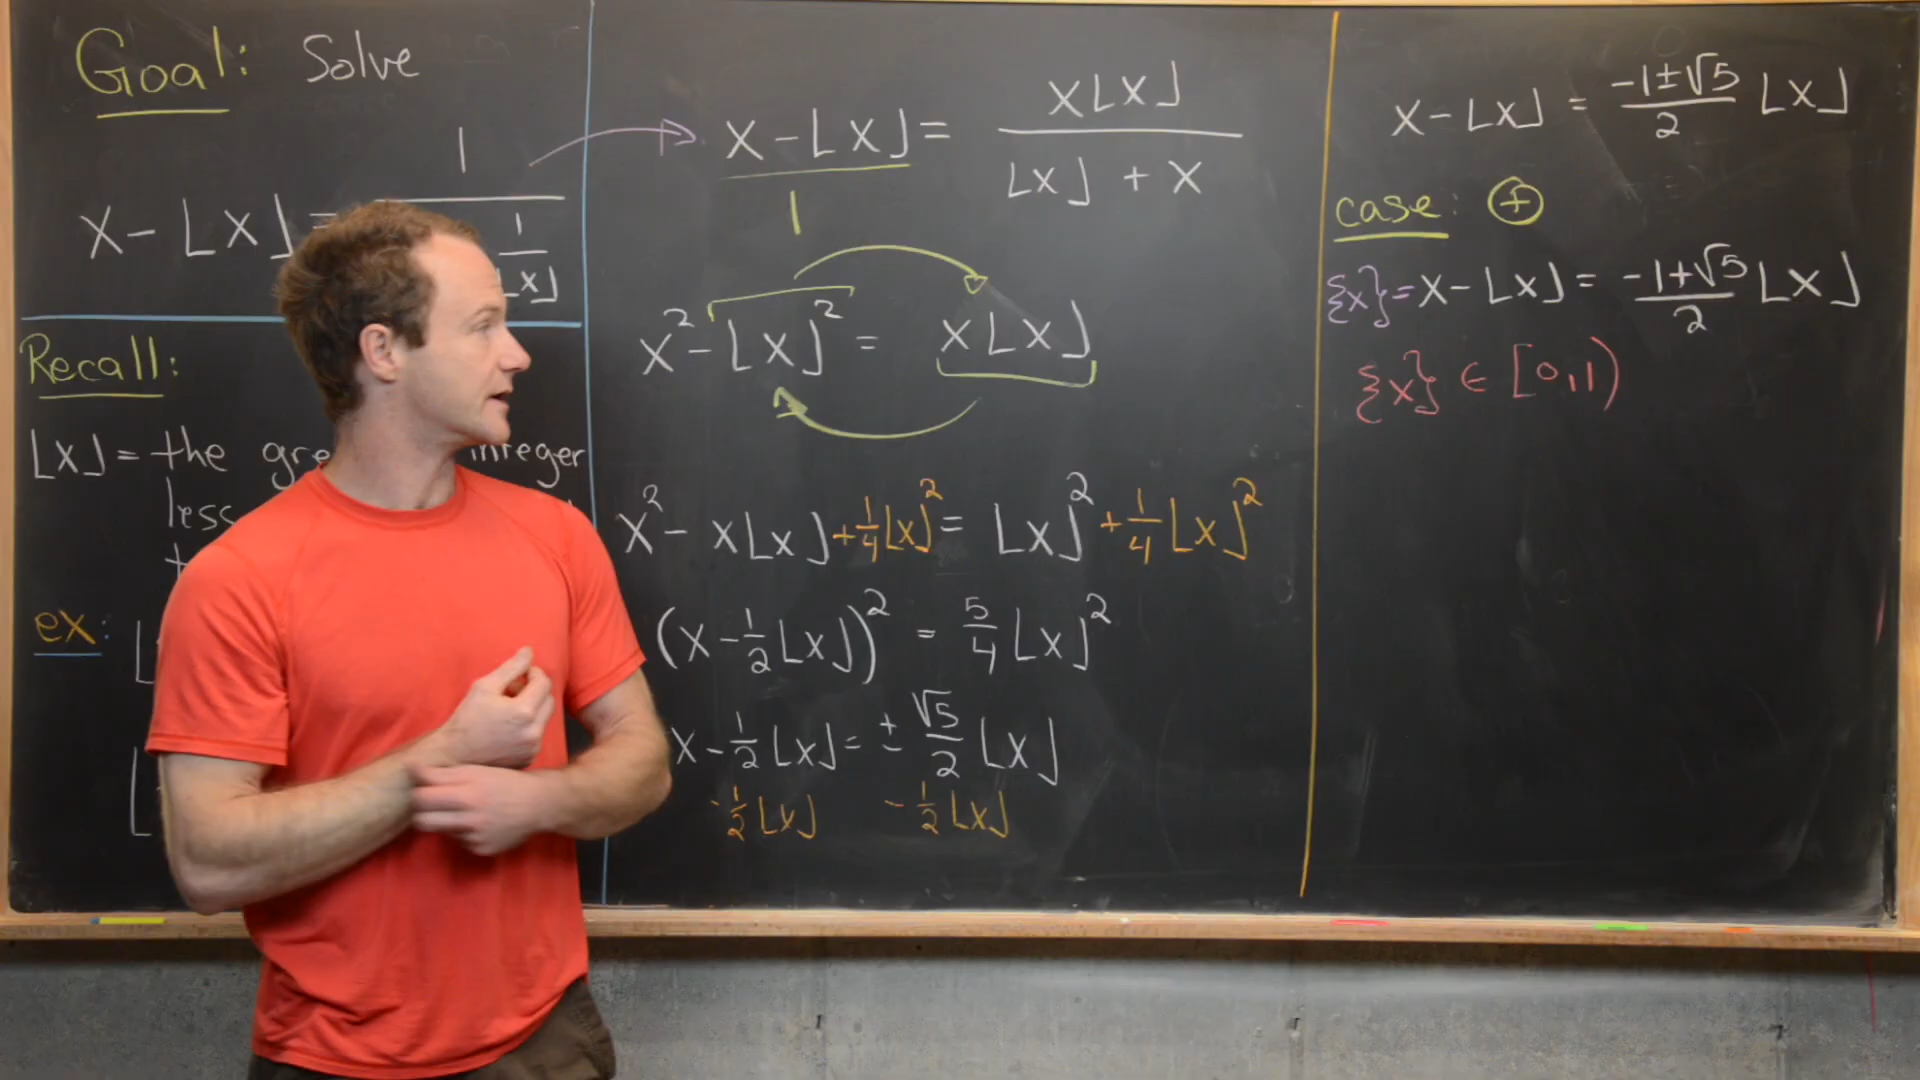 Goal: Solve
x - ⌊x⌋ = 1
1
⌊x⌋
Recall:
⌊x⌋ = the integer
less
ex:
x - ⌊x⌋ = x⌊x⌋ / (⌊x⌋ + x)
1
x² - ⌊x⌋² = x⌊x⌋
x² - x⌊x⌋ + 1/4⌊x⌋² = ⌊x⌋² + 1/4⌊x⌋²
(x - 1/2⌊x⌋)² = 5/4⌊x⌋²
x - 1/2⌊x⌋ = ± √5/2 ⌊x⌋
-1/2⌊x⌋ -1/2⌊x⌋
x - ⌊x⌋ = (-1±√5)/2 ⌊x⌋
case: ⊕
{x} = x - ⌊x⌋ = (-1+√5)/2 ⌊x⌋
{x} ∈ [0,1)